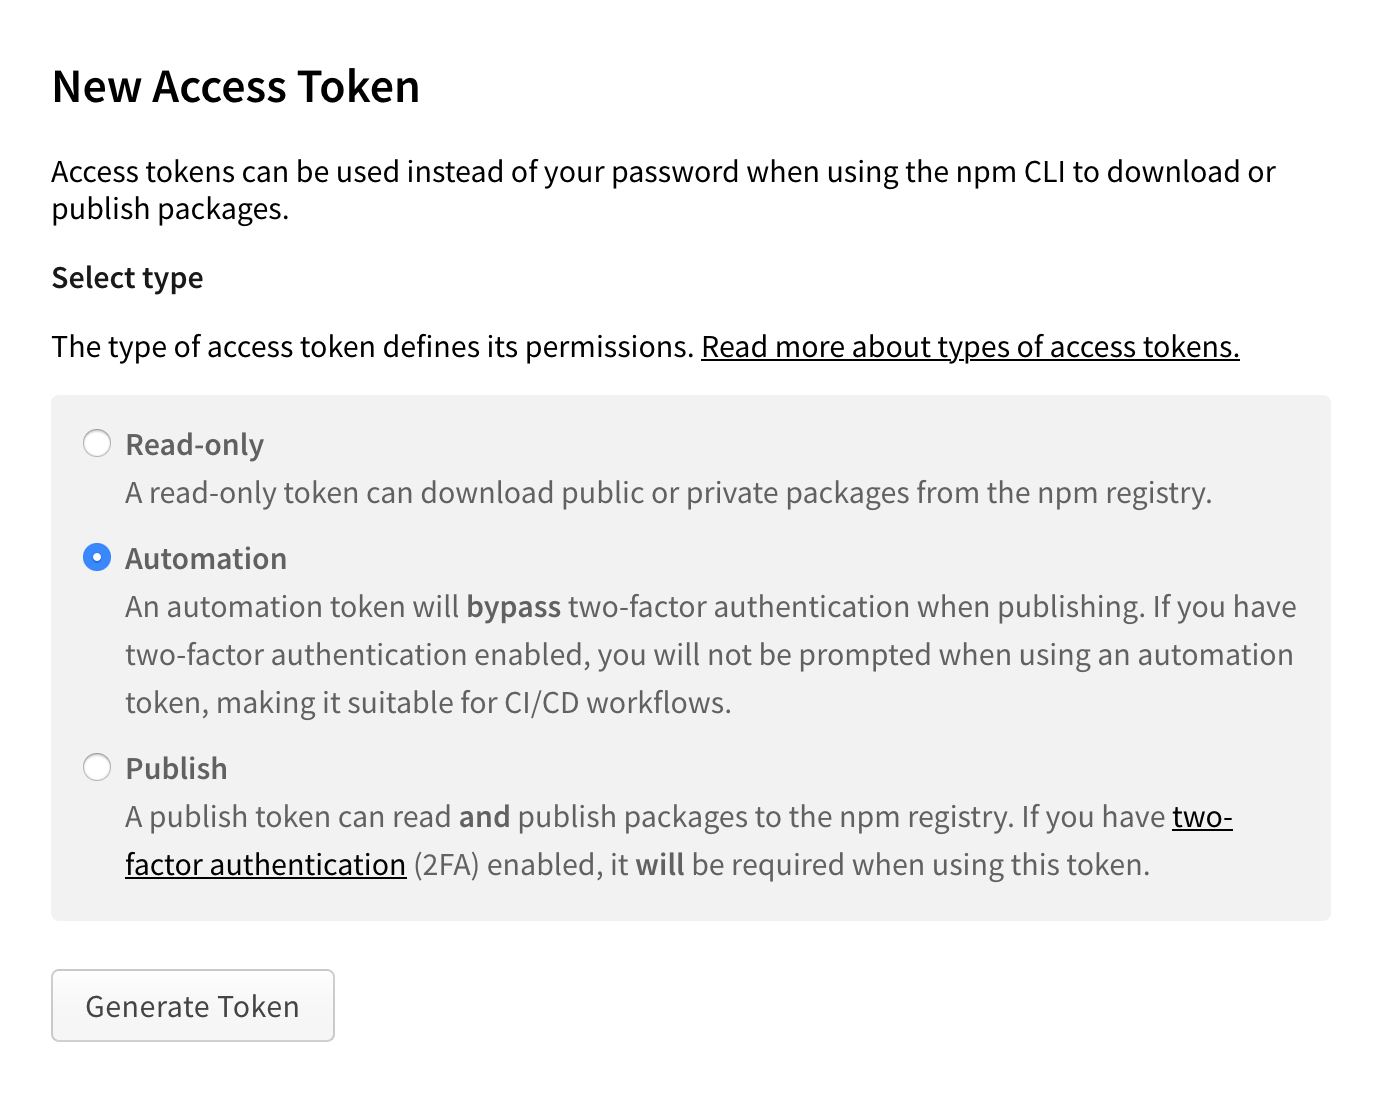 New Access Token
Access tokens can be used instead of your password when using the npm CLI to download or
publish packages.
Select type
The type of access token defines its permissions. Read more about types of access tokens.
Read-only
A read-only token can download public or private packages from the npm registry.
Automation
An automation token will bypass two-factor authentication when publishing. If you have
two-factor authentication enabled, you will not be prompted when using an automation
token, making it suitable for CI/CD workflows.
Publish
A publish token can read and publish packages to the npm registry. If you have two-
factor authentication (2FA) enabled, it will be required when using this token.
Generate Token